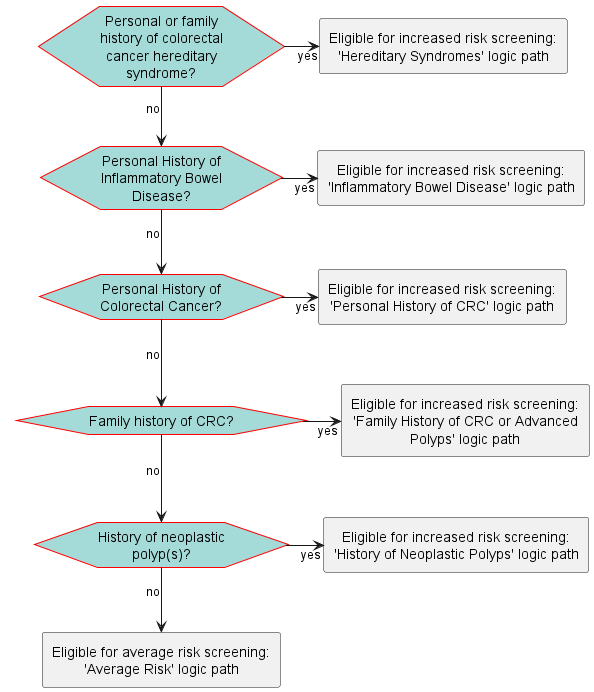 Personal or family
history of colorectal
cancer hereditary
syndrome?
yes
Eligible for increased risk screening:
'Hereditary Syndromes' logic path
no
Personal History of
Inflammatory Bowel
Disease?
yes
Eligible for increased risk screening:
'Inflammatory Bowel Disease' logic path
no
Personal History of
Colorectal Cancer?
yes
Eligible for increased risk screening:
'Personal History of CRC' logic path
no
Family history of CRC?
yes
Eligible for increased risk screening:
'Family History of CRC or Advanced
Polyps' logic path
no
History of neoplastic
polyp(s)?
yes
Eligible for increased risk screening:
'History of Neoplastic Polyps' logic path
no
Eligible for average risk screening:
'Average Risk' logic path